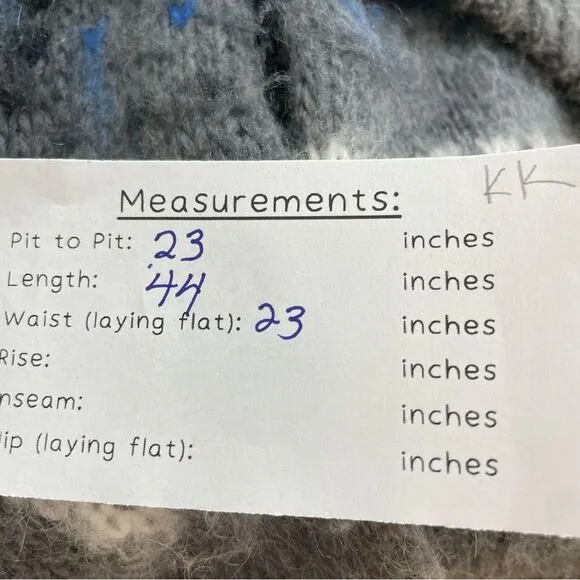 KK
Measurements:
Pit to Pit: 23 inches
Length: 44 inches
Waist (laying flat): 23 inches
Rise: inches
nseam: inches
ip (laying flat): inches